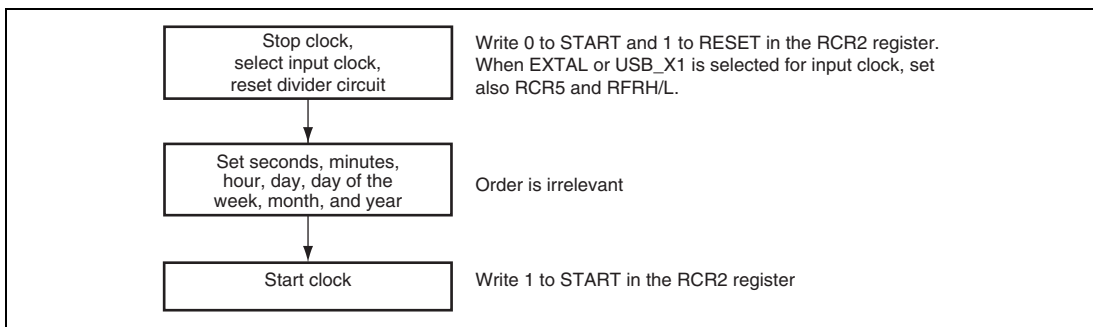 Stop clock,
select input clock,
reset divider circuit
Write 0 to START and 1 to RESET in the RCR2 register.
When EXTAL or USB_X1 is selected for input clock, set
also RCR5 and RFRH/L.
Set seconds, minutes,
hour, day, day of the
week, month, and year
Order is irrelevant
Start clock
Write 1 to START in the RCR2 register